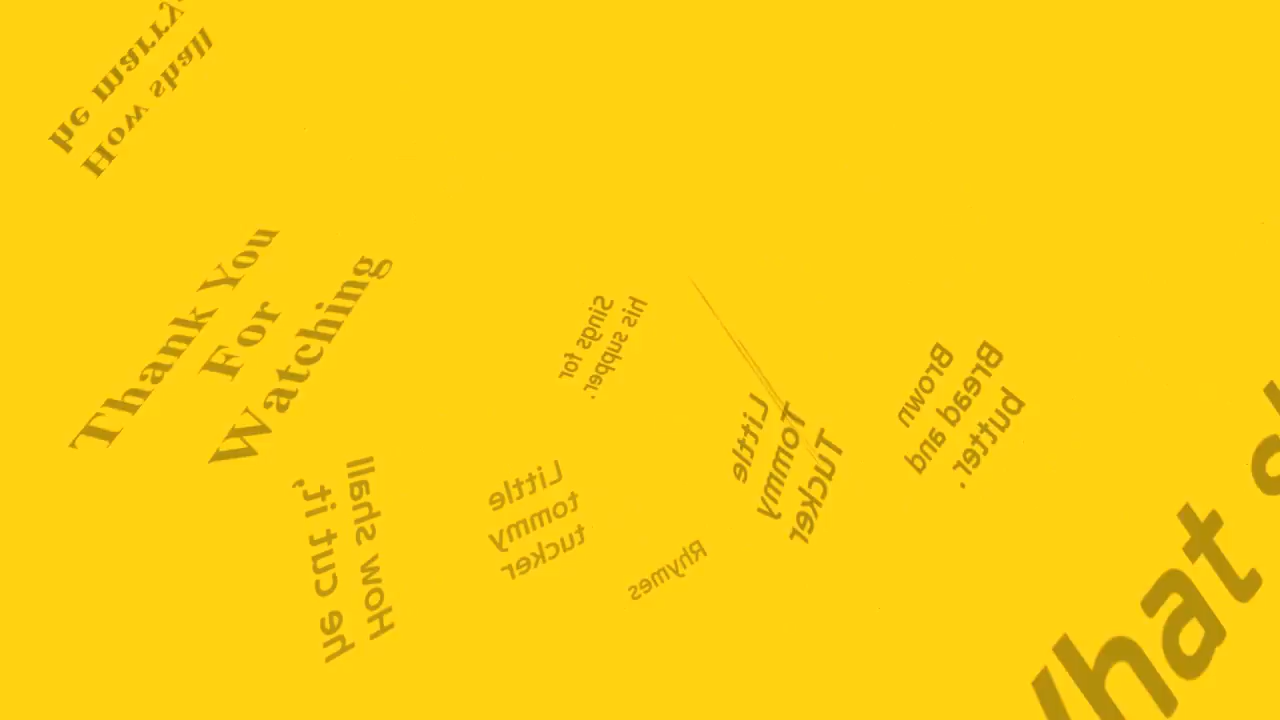 How shall
he marry,
Thank You
For
Watching
How shall
he cut it,
Little
tommy
tucker
Rhymes
Sings for
his supper.
Little
Tommy
Tucker
Brown
Bread and
butter.
What